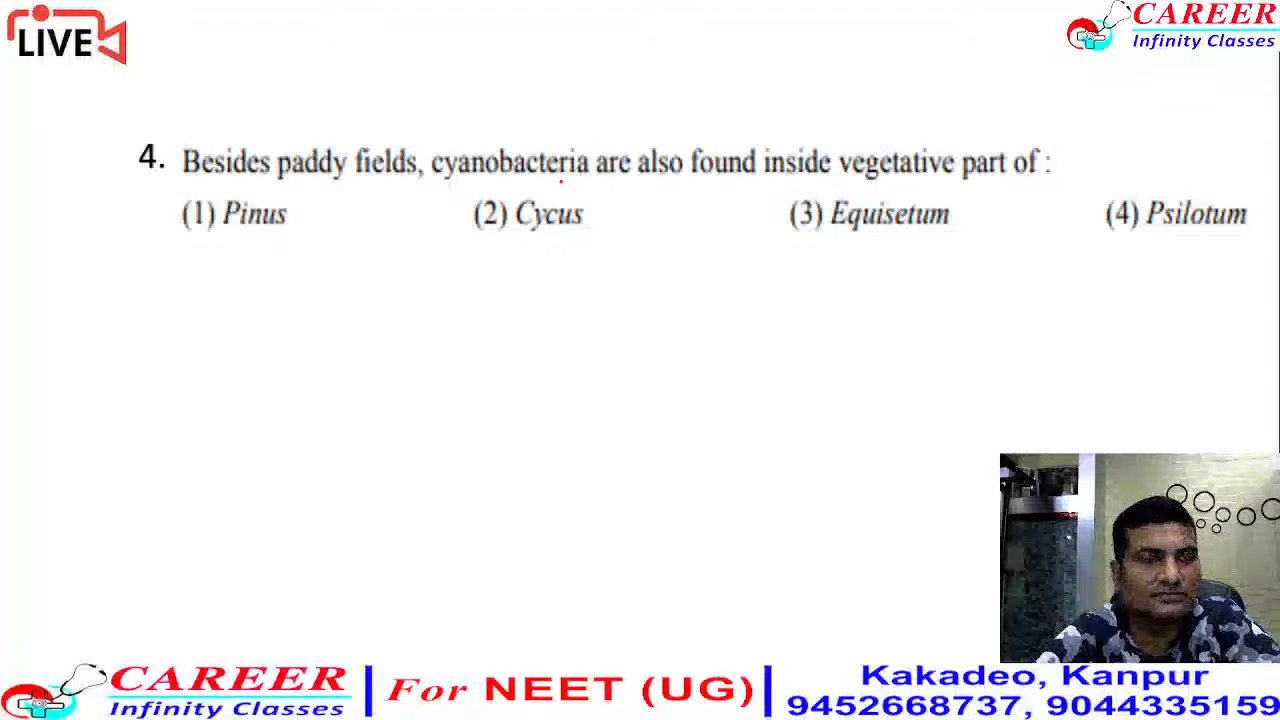 LIVE
CAREER
Infinity Classes
4. Besides paddy fields, cyanobacteria are also found inside vegetative part of :
(1) Pinus (2) Cycus (3) Equisetum (4) Psilotum
CAREER
Infinity Classes
For NEET (UG)
Kakadeo, Kanpur
9452668737, 9044335159